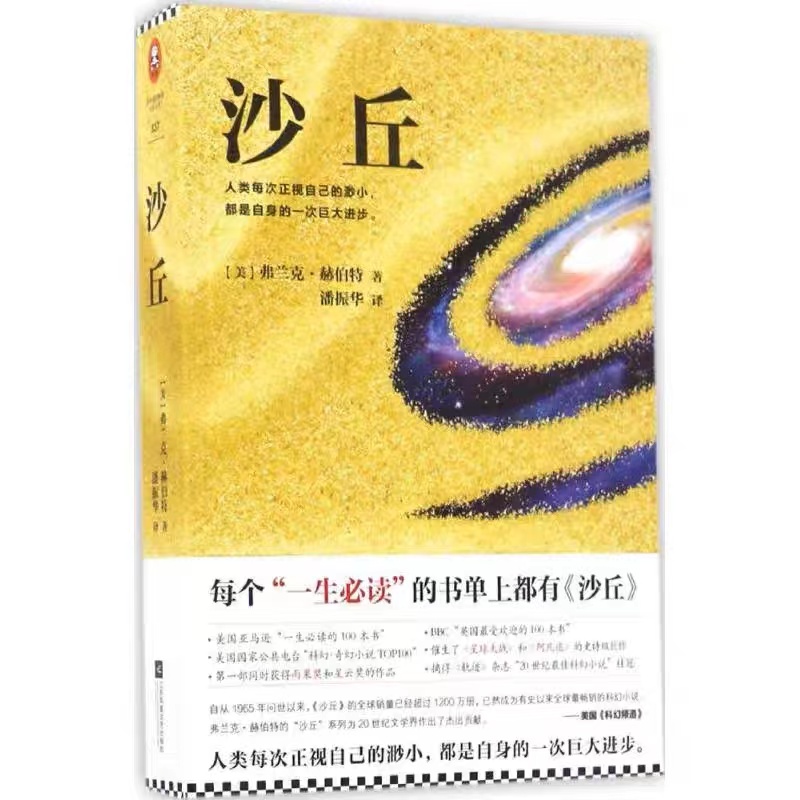 沙丘
人类每次正视自己的渺小，
都是自身的一次巨大进步。
[美] 弗兰克·赫伯特 著
潘振华 译
沙丘
赫伯特 著
潘振华 译
每个“一生必读”的书单上都有《沙丘》
·美国亚马逊“一生必读的100本书”
·美国国家公共电台“科幻·奇幻小说TOP100”
·第一部同时获得雨果奖和星云奖的作品
·BBC“英国最受欢迎的100本书”
·催生了《星球大战》和《阿凡达》的史诗级巨作
·摘得《轨迹》杂志“20世纪最佳科幻小说”桂冠
自从1965年问世以来，《沙丘》的全球销量已经超过1200万册，已然成为有史以来全球最畅销的科幻小说。
弗兰克·赫伯特的“沙丘”系列为20世纪文学界作出了杰出贡献。
——美国《科幻频道》
人类每次正视自己的渺小，都是自身的一次巨大进步。